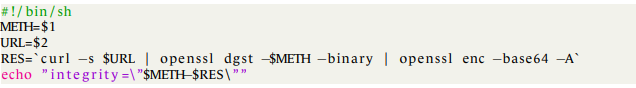 #!/bin/sh
METH=$1
URL=$2
RES=`curl −s $URL | openssl dgst −$METH −binary | openssl enc −base64 −A`
echo "integrity=\"$METH−$RES\""